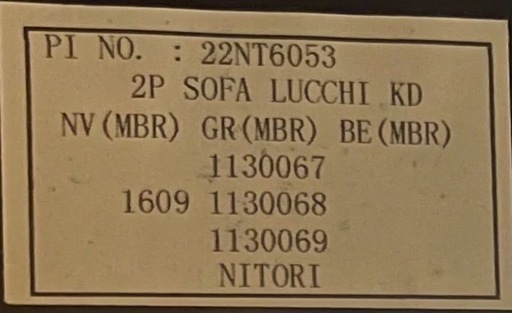 PI NO. : 22NT6053
2P SOFA LUCCHI KD
NV(MBR) GR(MBR) BE(MBR)
1130067
1609 1130068
1130069
NITORI